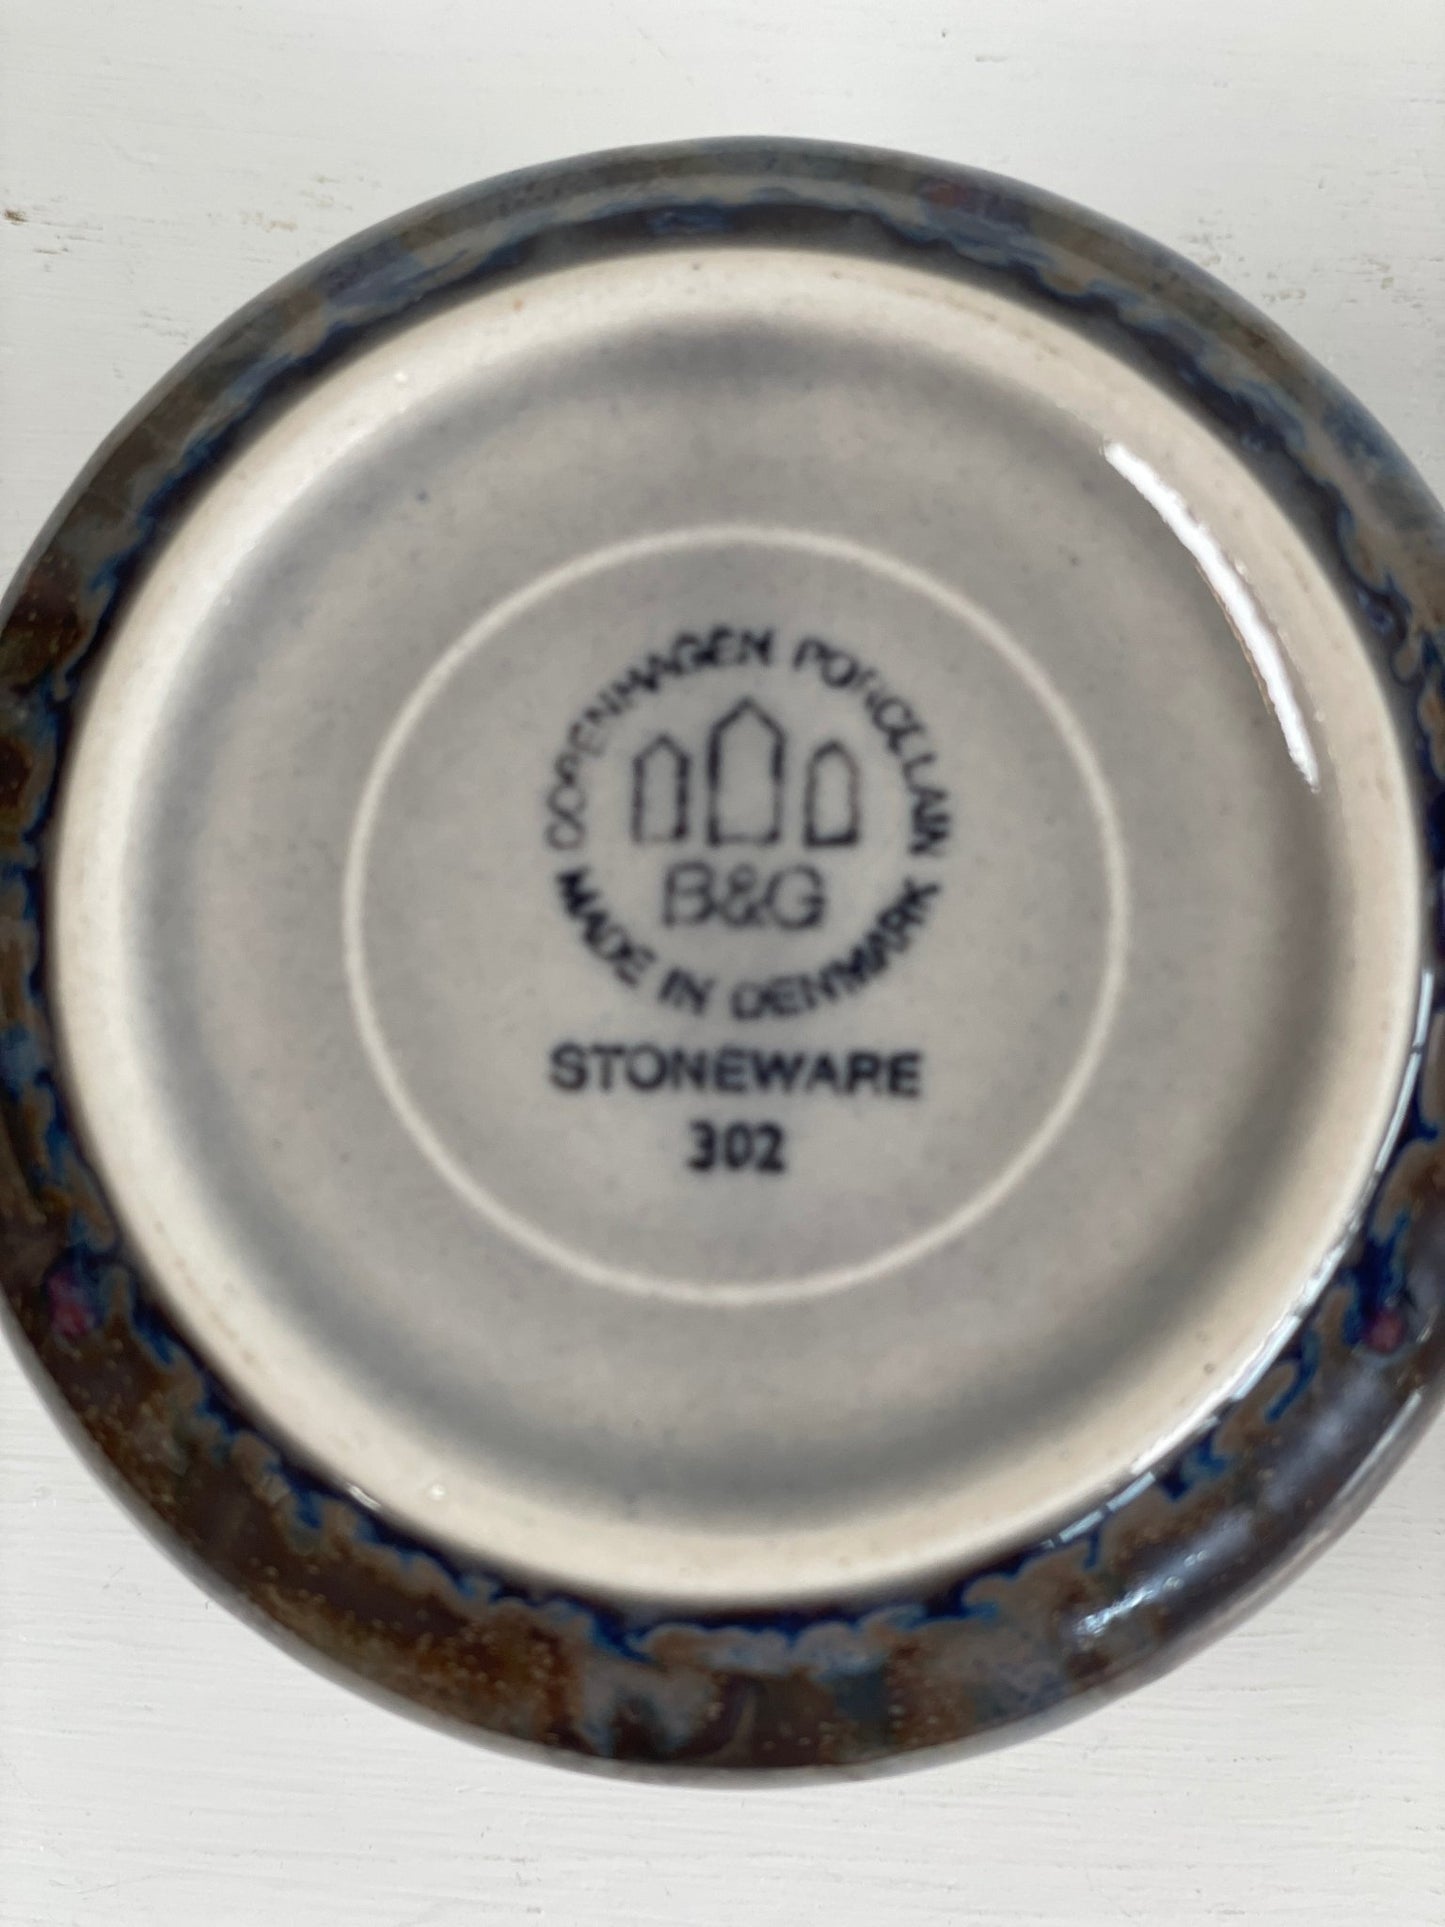 COPENHAGEN PORCELAIN
B&G
MADE IN DENMARK
STONEWARE
302